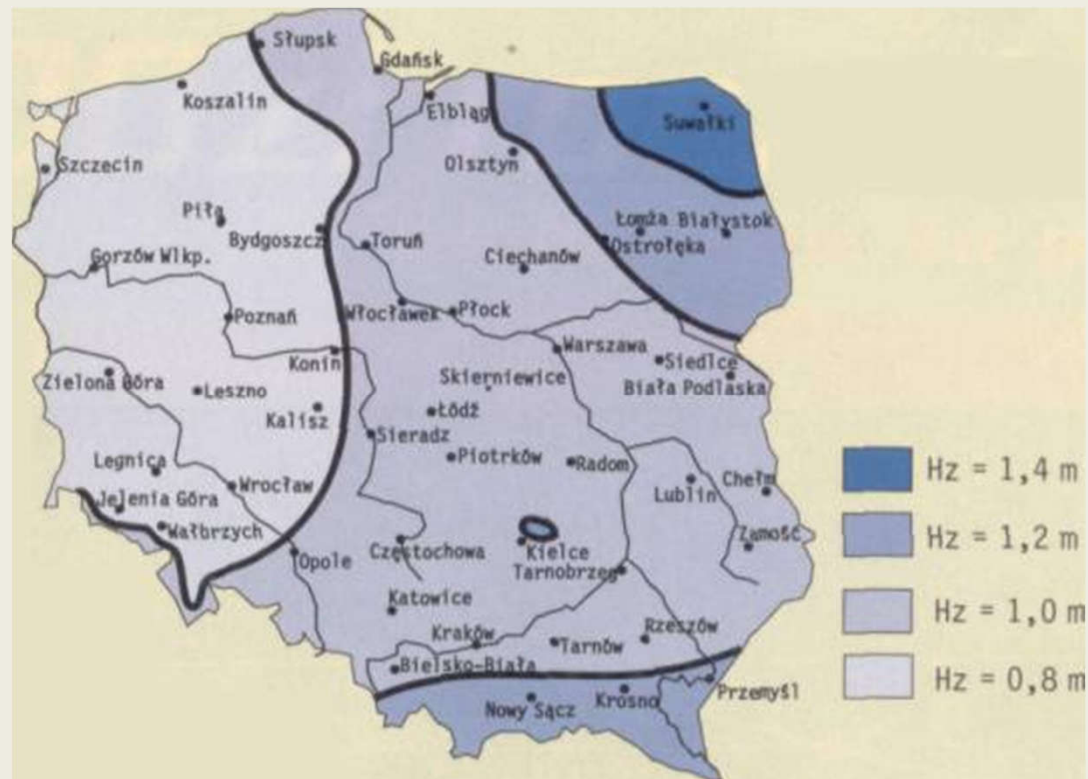 Słupsk
Gdańsk
Koszalin
Elbląg
Suwałki
Szczecin
Olsztyn
Piła
Bydgoszcz
Toruń
Łomża Białystok
Ostrołęka
Gorzów Wlkp.
Ciechanów
Włocławek
Płock
Poznań
Warszawa
Konin
Siedlce
Zielona Góra
Leszno
Skierniewice
Biała Podlaska
Kalisz
Łódź
Sieradz
Piotrków
Radom
Legnica
Wrocław
Lublin
Chełm
Jelenia Góra
Wałbrzych
Zamość
Opole
Częstochowa
Kielce
Tarnobrzeg
Katowice
Kraków
Tarnów
Rzeszów
Bielsko-Biała
Nowy Sącz
Krosno
Przemyśl
Hz = 1,4 m
Hz = 1,2 m
Hz = 1,0 m
Hz = 0,8 m